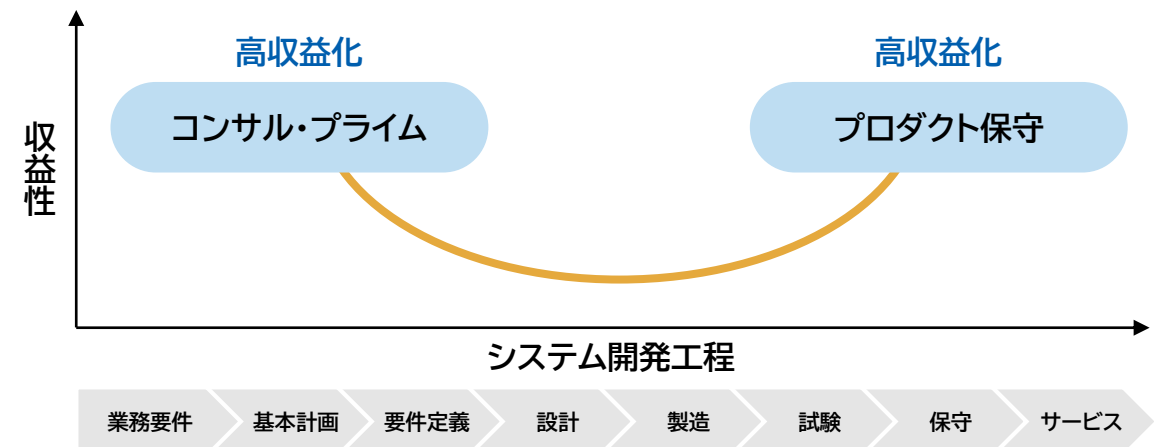 高収益化
高収益化
コンサル・プライム
プロダクト保守
収益性
システム開発工程
業務要件
基本計画
要件定義
設計
製造
試験
保守
サービス